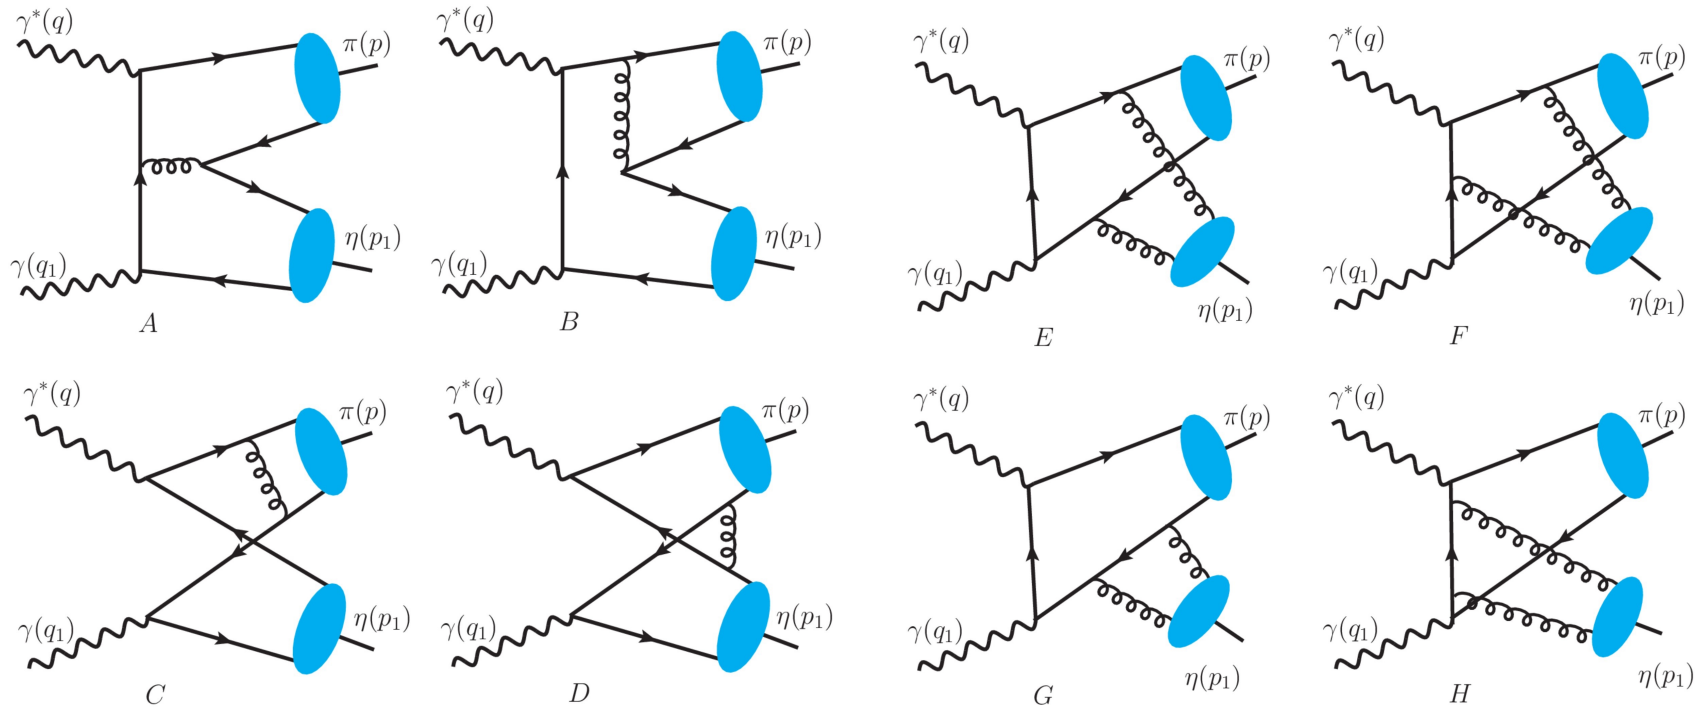 γ*(q) π(p) η(p₁) γ(q₁) A
γ*(q) π(p) η(p₁) γ(q₁) B
γ*(q) π(p) γ(q₁) η(p₁) E
γ*(q) π(p) γ(q₁) η(p₁) F
γ*(q) π(p) η(p₁) γ(q₁) C
γ*(q) π(p) η(p₁) γ(q₁) D
γ*(q) π(p) γ(q₁) η(p₁) G
γ*(q) π(p) γ(q₁) η(p₁) H